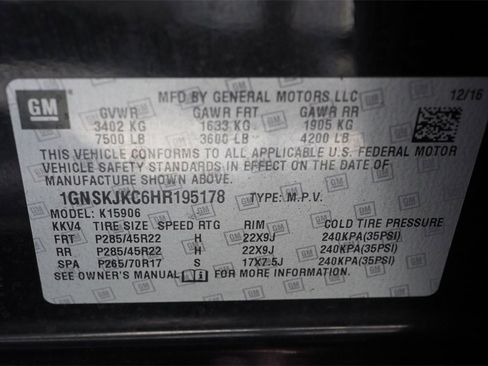 GM
MFD BY GENERAL MOTORS LLC 12/16
GVWR GAWR FRT GAWR RR
3402 KG 1633 KG 1905 KG
7500 LB 3600 LB 4200 LB
THIS VEHICLE CONFORMS TO ALL APPLICABLE U.S. FEDERAL MOTOR
VEHICLE SAFETY STANDARDS IN EFFECT ON THE DATE OF
MANUFACTURE SHOWN ABOVE.
1GNSKJKC6HR195178 TYPE: M.P.V.
MODEL: K15906
KKV4 TIRE SIZE SPEED RTG RIM COLD TIRE PRESSURE
FRT P285/45R22 H 22X9J 240KPA(35PSI)
RR P285/45R22 H 22X9J 240KPA(35PSI)
SPA P265/70R17 S 17X7.5J 240KPA(35PSI)
SEE OWNER'S MANUAL FOR MORE INFORMATION.